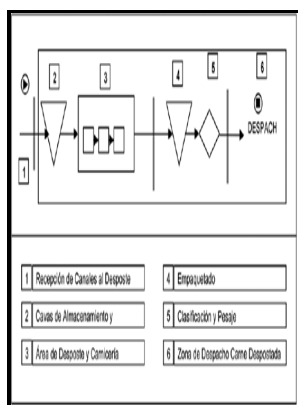 2
3
4
5
6
DESPACH
1
1 Recepción de Canales al Desposte
2 Cavas de Almacenamiento y
3 Área de Desposte y Carnicería
4 Empaquetado
5 Clasificación y Pesaje
6 Zona de Despacho Carne Despostada